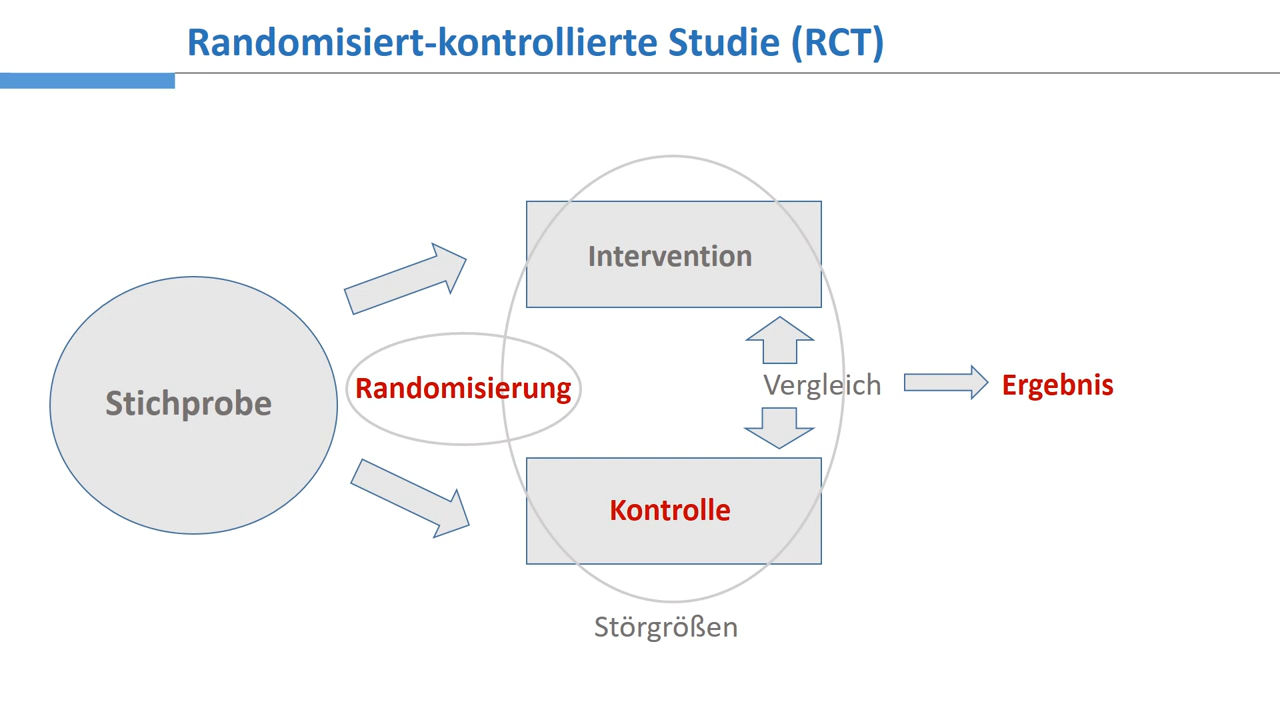 Randomisiert-kontrollierte Studie (RCT)
Intervention
Stichprobe
Randomisierung
Vergleich
Ergebnis
Kontrolle
Störgrößen